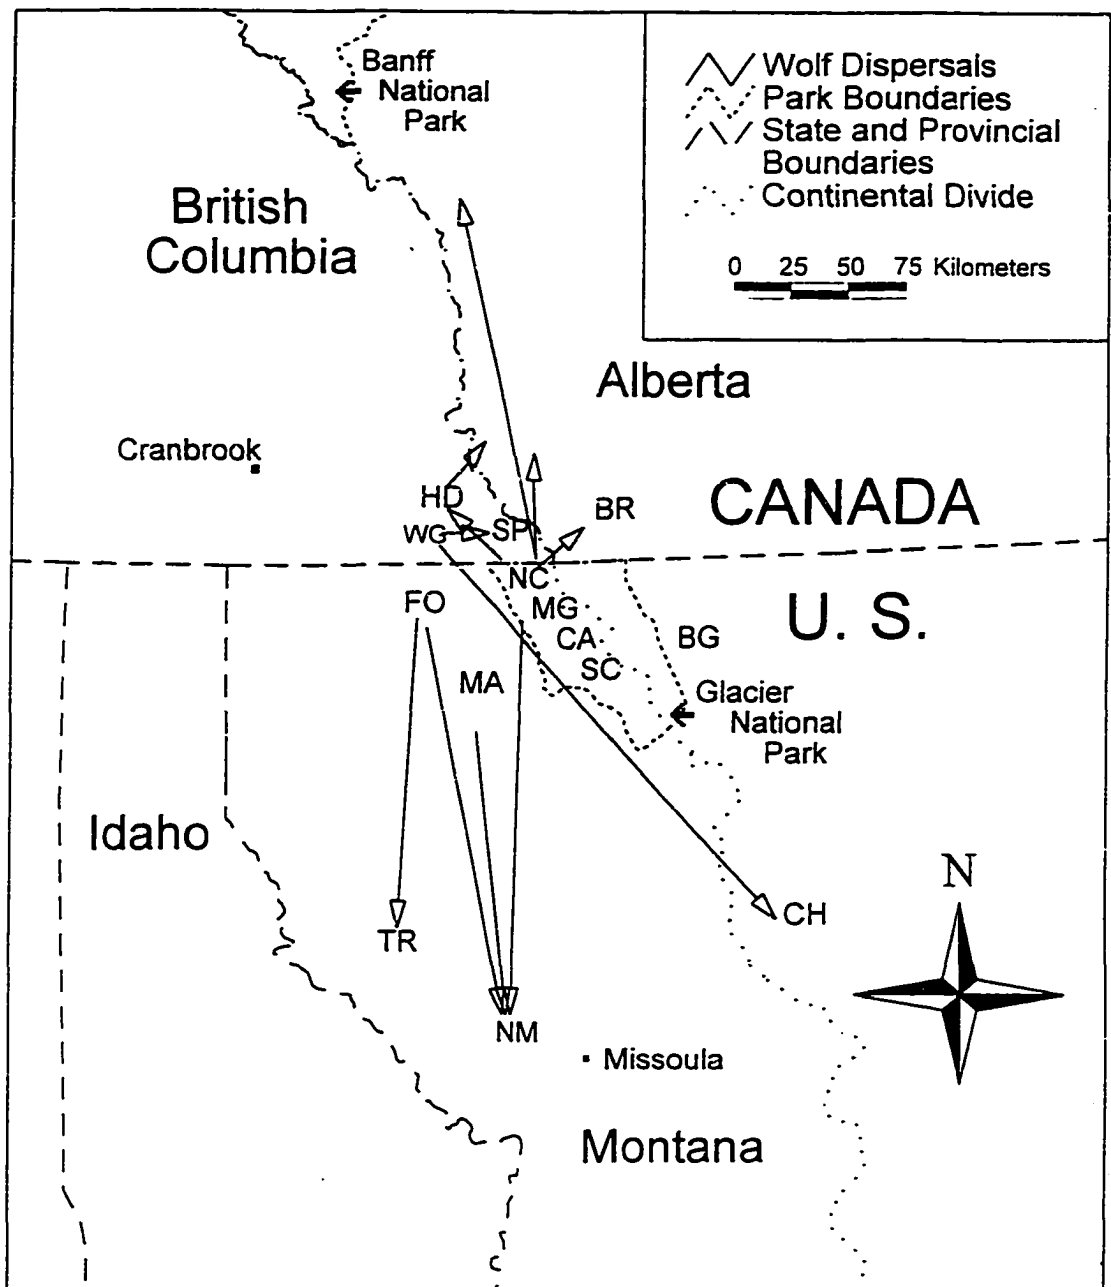 Banff
National
Park
Wolf Dispersals
Park Boundaries
State and Provincial
Boundaries
Continental Divide
0 25 50 75 Kilometers
British
Columbia
Alberta
Cranbrook
HD
BR
CANADA
WG
SP
NC
FO
MG
U. S.
CA
BG
SC
MA
Glacier
National
Park
Idaho
N
CH
TR
NM
Missoula
Montana